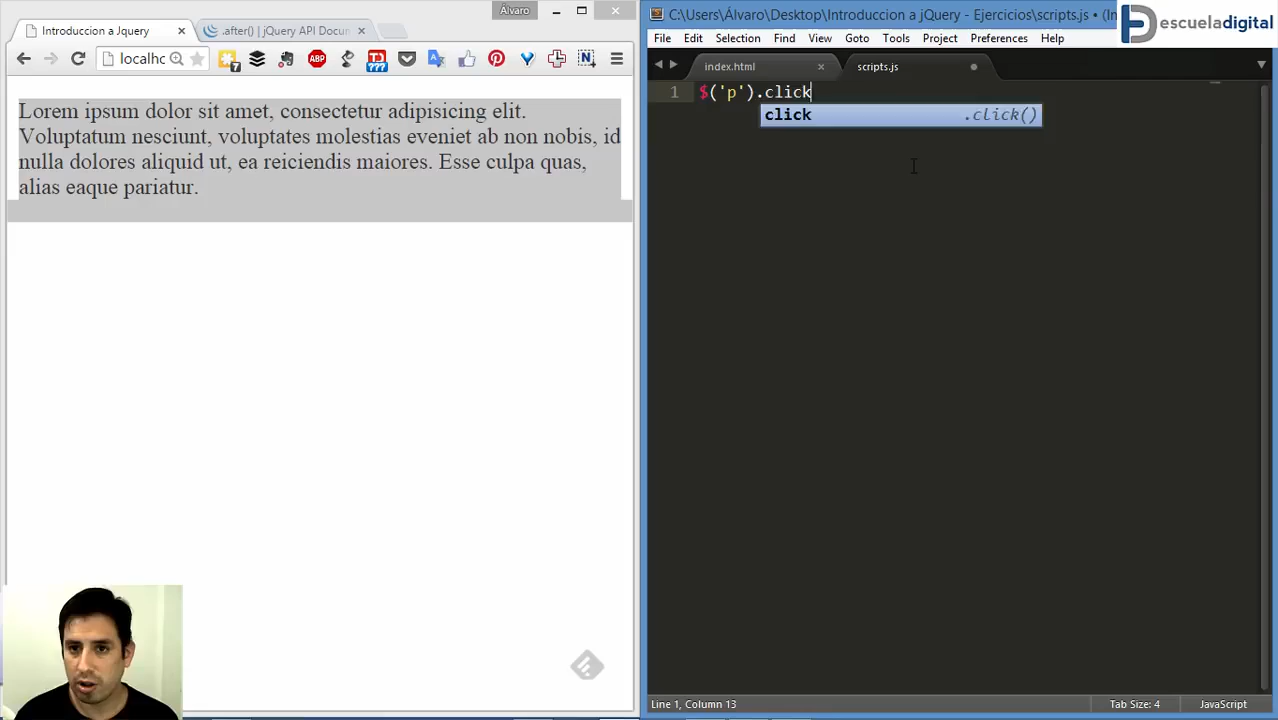 Álvaro
Introduccion a Jquery
.after() | jQuery API Docum
localhc
ABP
???
7
N
Lorem ipsum dolor sit amet, consectetur adipisicing elit.
Voluptatum nesciunt, voluptates molestias eveniet ab non nobis, id
nulla dolores aliquid ut, ea reiciendis maiores. Esse culpa quas,
alias eaque pariatur.
C:\Users\Álvaro\Desktop\Introduccion a jQuery - Ejercicios\scripts.js • (In
escueladigital
File Edit Selection Find View Goto Tools Project Preferences Help
index.html
scripts.js
1 $('p').click
click .click()
Line 1, Column 13
Tab Size: 4
JavaScript